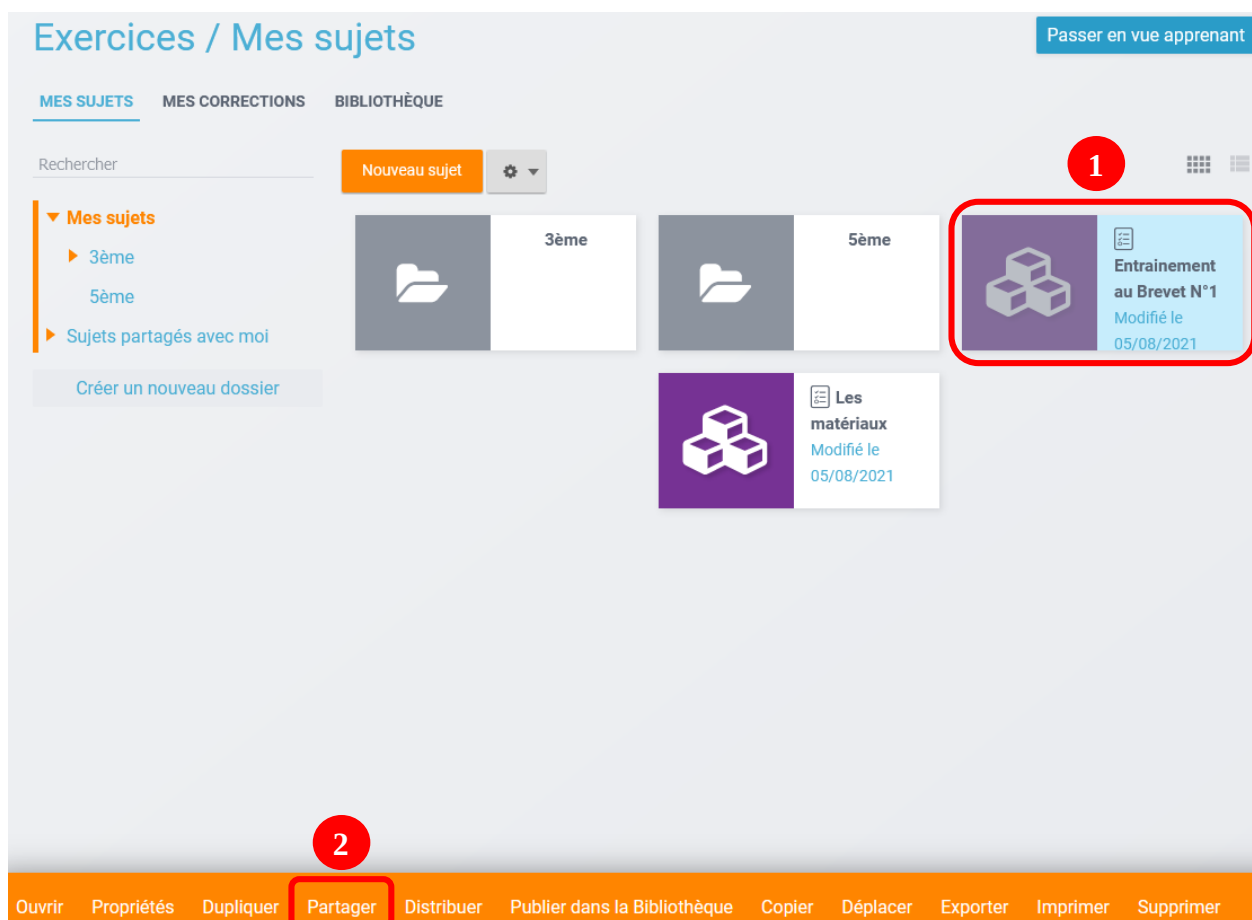 Exercices / Mes sujets
Passer en vue apprenant
MES SUJETS MES CORRECTIONS BIBLIOTHÈQUE
Rechercher
Nouveau sujet
1
Mes sujets
3ème
5ème
Sujets partagés avec moi
Créer un nouveau dossier
3ème
5ème
Entrainement
au Brevet N°1
Modifié le
05/08/2021
Les
matériaux
Modifié le
05/08/2021
2
Ouvrir Propriétés Dupliquer Partager Distribuer Publier dans la Bibliothèque Copier Déplacer Exporter Imprimer Supprimer